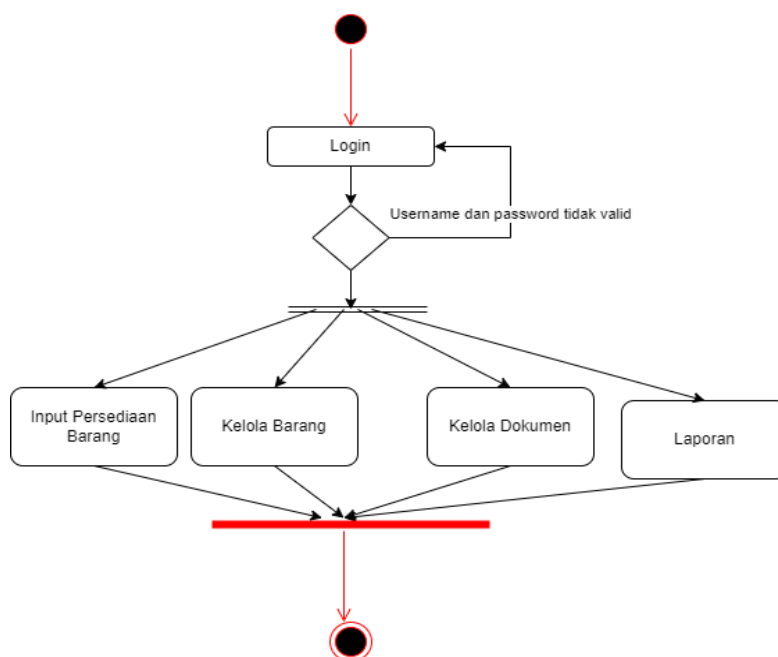 Login
Username dan password tidak valid
Input Persediaan
Barang
Kelola Barang
Kelola Dokumen
Laporan